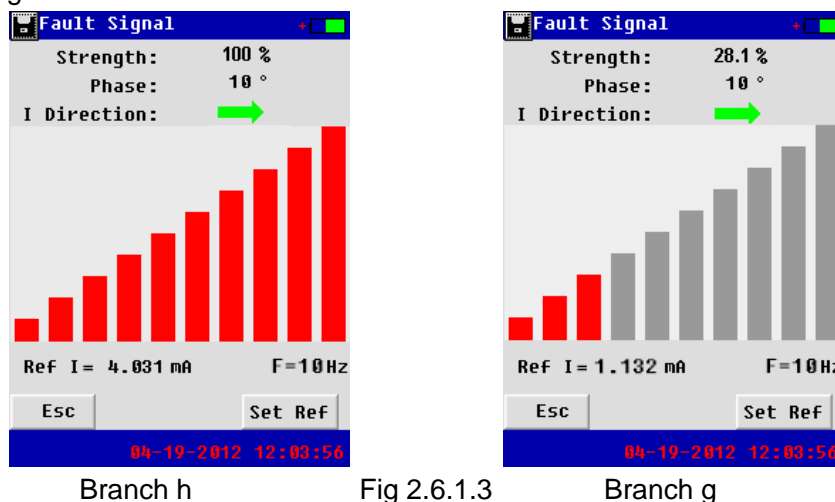 Fault Signal
Strength: 100 %
Phase: 10 °
I Direction:
Ref I= 4.031 mA F=10Hz
Esc Set Ref
04-19-2012 12:03:56
Fault Signal
Strength: 28.1 %
Phase: 10 °
I Direction:
Ref I= 1.132 mA F=10Hz
Esc Set Ref
04-19-2012 12:03:56
Branch h Fig 2.6.1.3 Branch g